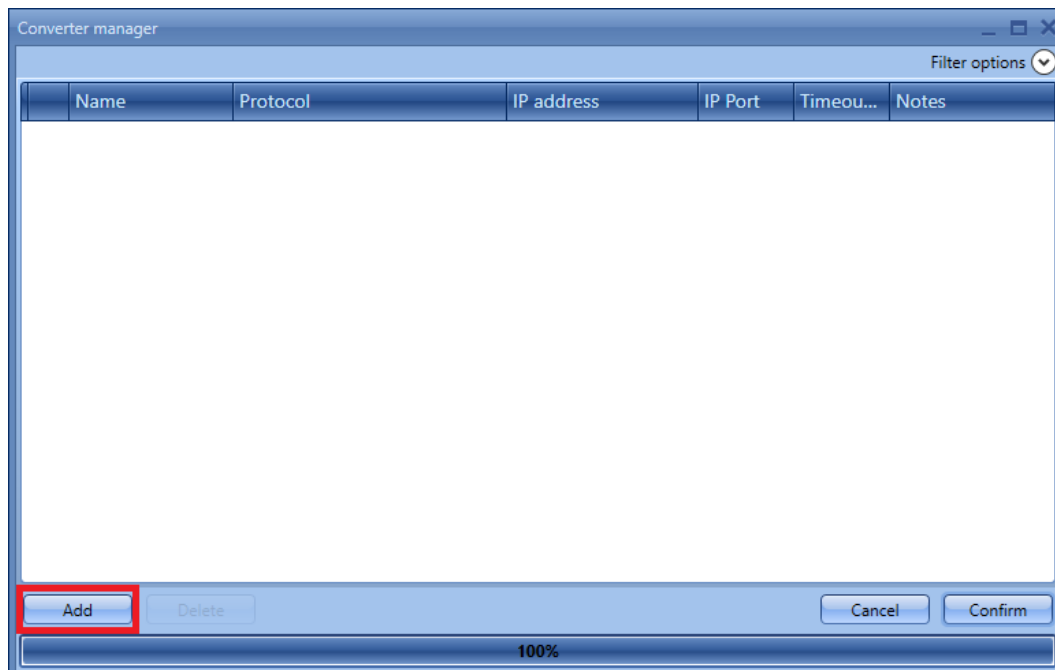 Converter manager
Filter options
Name Protocol IP address IP Port Timeou... Notes
Add Delete Cancel Confirm
100%